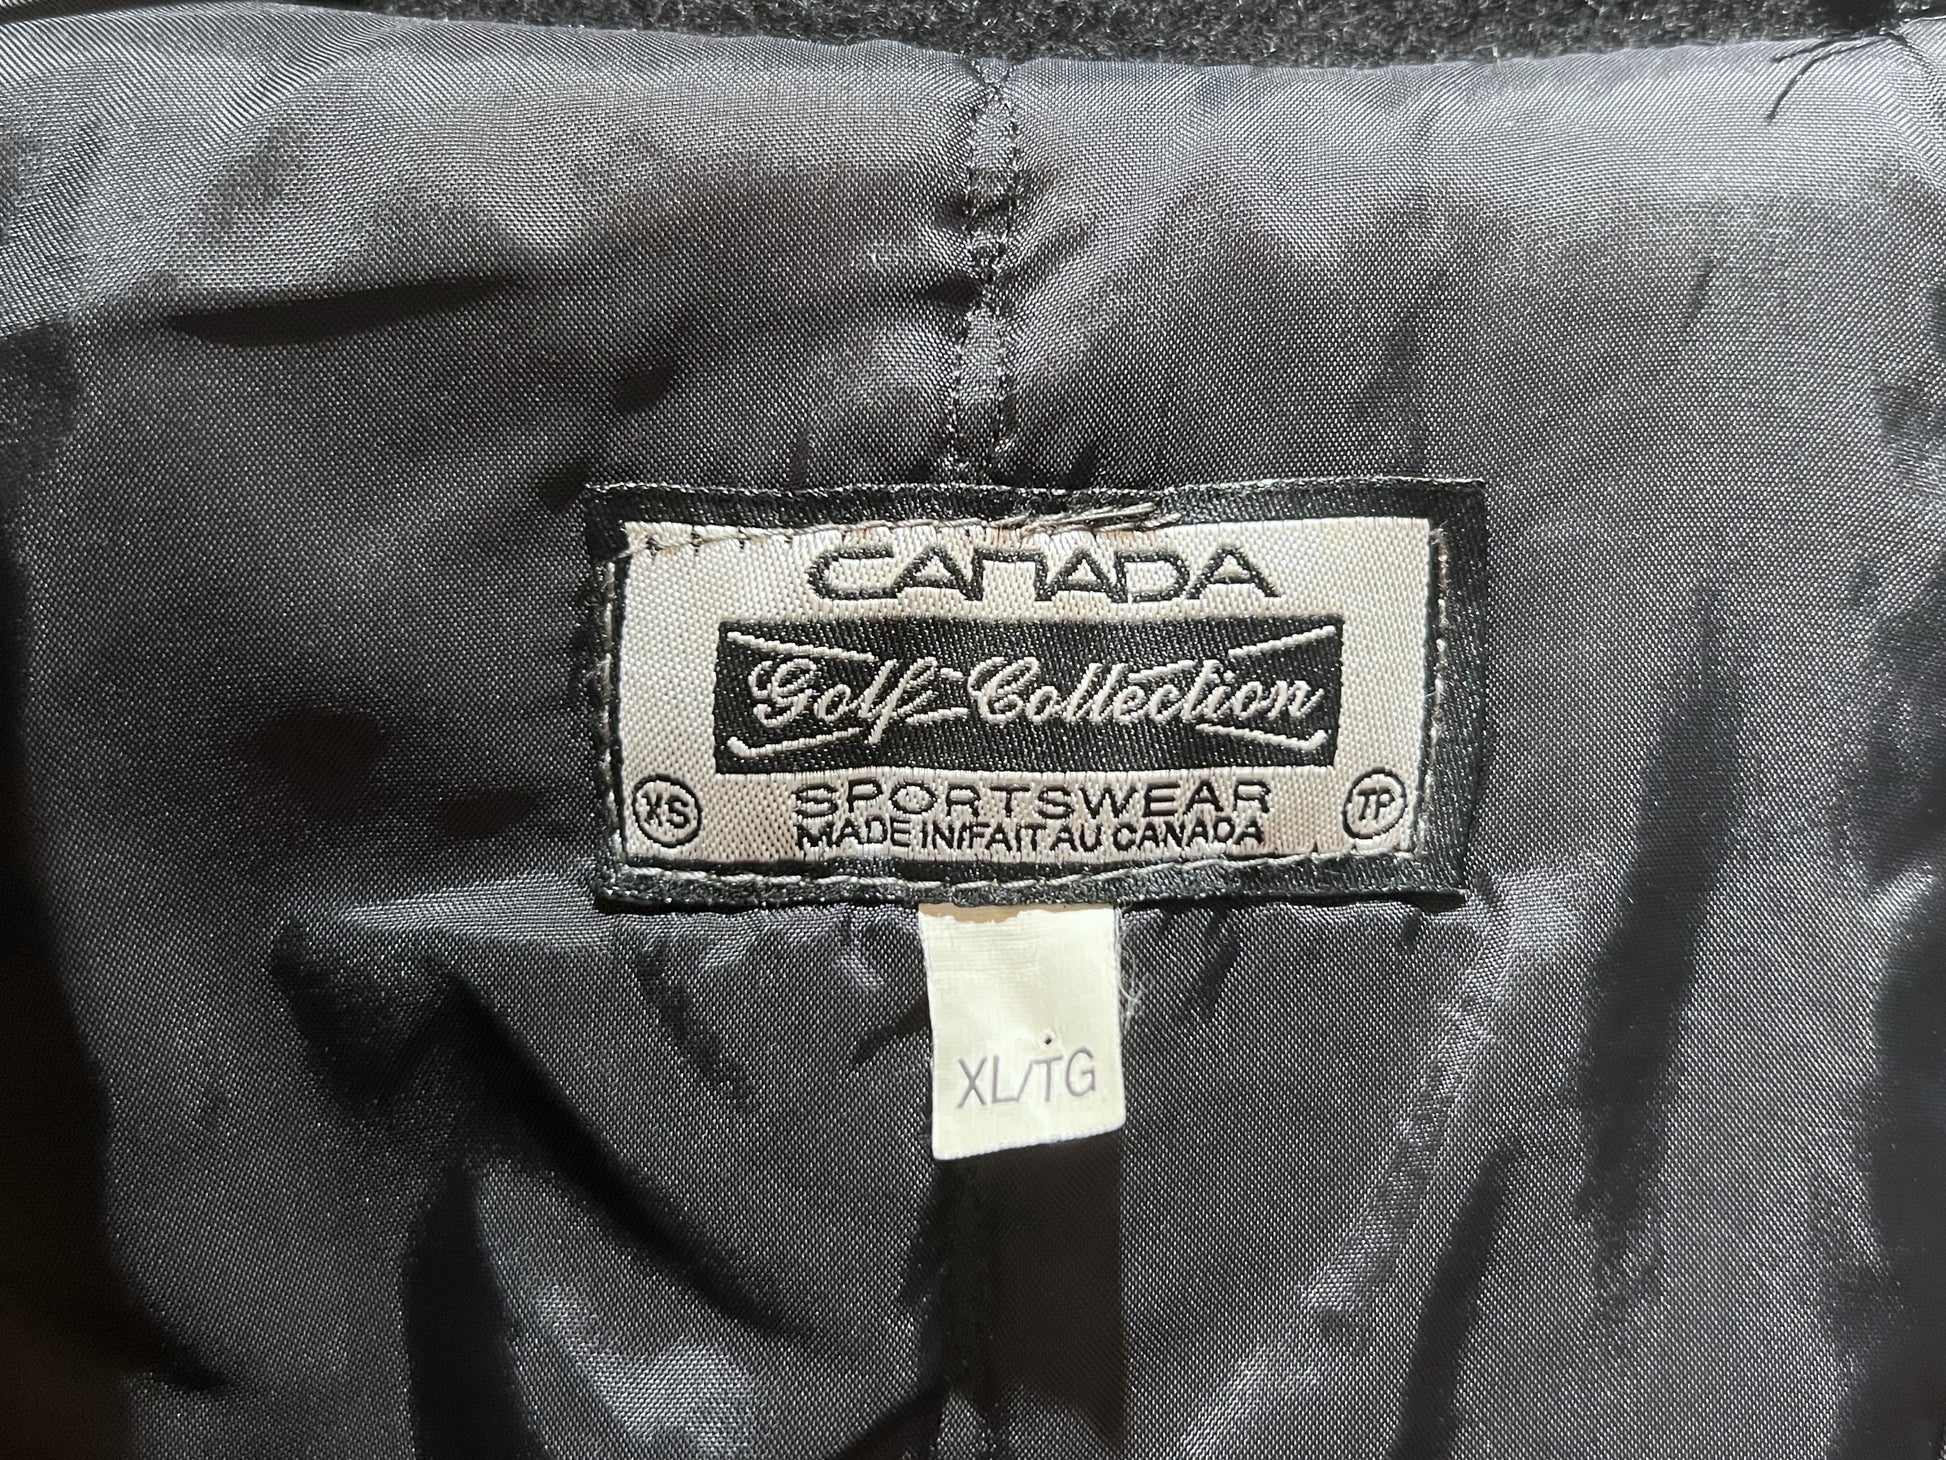 CANADA
Golf Collection
XS
SPORTSWEAR
TP
MADE IN/FAIT AU CANADA
XL/TG